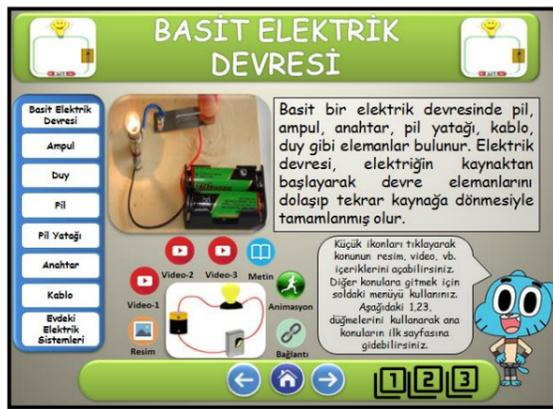 BASİT ELEKTRİK
DEVRESİ
Basit Elektrik
Devresi
Ampul
Duy
Pil
Pil Yatağı
Anahtar
Kablo
Evdeki
Elektrik
Sistemleri
Basit bir elektrik devresinde pil,
ampul, anahtar, pil yatağı, kablo,
duy gibi elemanlar bulunur. Elektrik
devresi, elektriğin kaynaktan
başlayarak devre elemanlarını
dolaşıp tekrar kaynağa dönmesiyle
tamamlanmış olur.
Video-1
Video-2
Video-3
Metin
Animasyon
Resim
Bağlantı
Küçük ikonları tıklayarak
konunun resim, video, vb.
içeriklerini açabilirsiniz.
Diğer konulara gitmek için
soldaki menüyü kullanınız.
Aşağıdaki 1,23,
düğmelerini kullanarak ana
konuların ilk sayfasına
gidebilirsiniz.
1 2 3